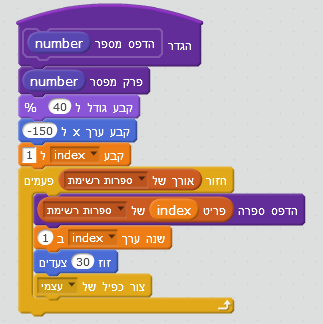 הגדר הדפס מספר number
פרק מפסר number
קבע גודל ל 40 %
קבע ערך x ל -150
קבע index ל 1
חזור אורך של ספרות רשימת פעמים
הדפס ספרה פריט index של ספרות רשימת
שנה ערך index ב 1
זוז 30 צעדים
צור כפיל של עצמי